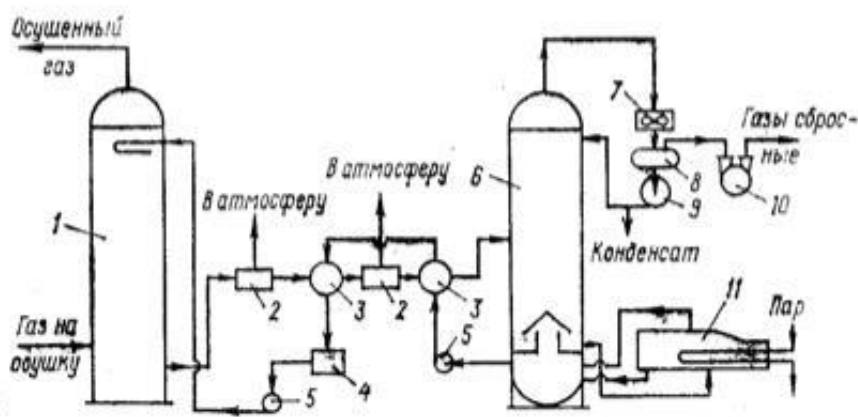 Осушенный
газ
1
Газ на
осушку
В атмосферу
2
3
4
5
В атмосферу
2
3
5
6
7
8
9
10
Газы сброс-
ные
Конденсат
11
Пар